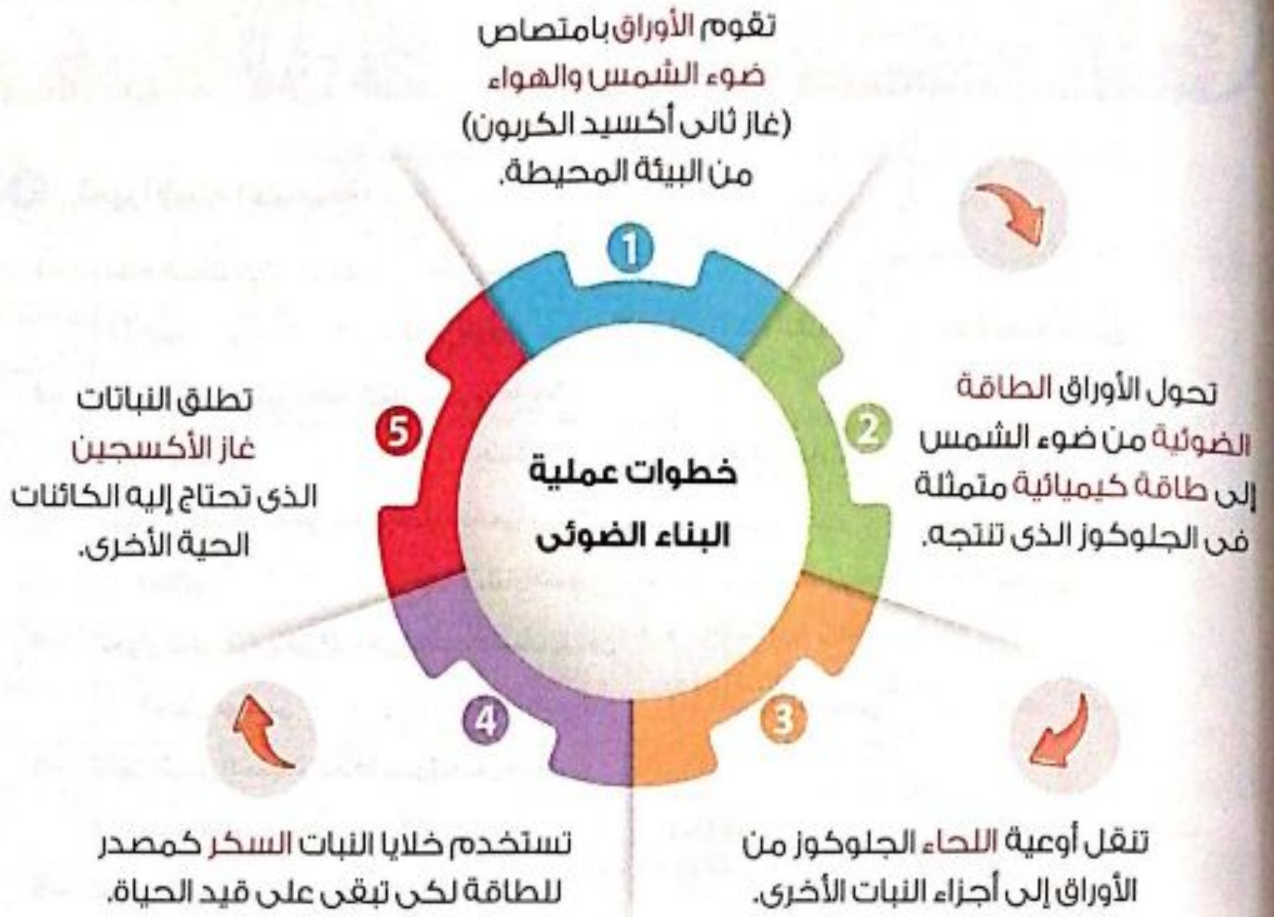 تقوم الأوراق بامتصاص
ضوء الشمس والهواء
(غاز ثانى أكسيد الكربون)
من البيئة المحيطة.
1
تحول الأوراق الطاقة
الضوئية من ضوء الشمس
إلى طاقة كيميائية متمثلة
فى الجلوكوز الذى تنتجه.
2
خطوات عملية
البناء الضوئى
تنقل أوعية اللحاء الجلوكوز من
الأوراق إلى أجزاء النبات الأخرى.
3
تستخدم خلايا النبات السكر كمصدر
للطاقة لكى تبقى على قيد الحياة.
4
تطلق النباتات
غاز الأكسجين
الذى تحتاج إليه الكائنات
الحية الأخرى.
5